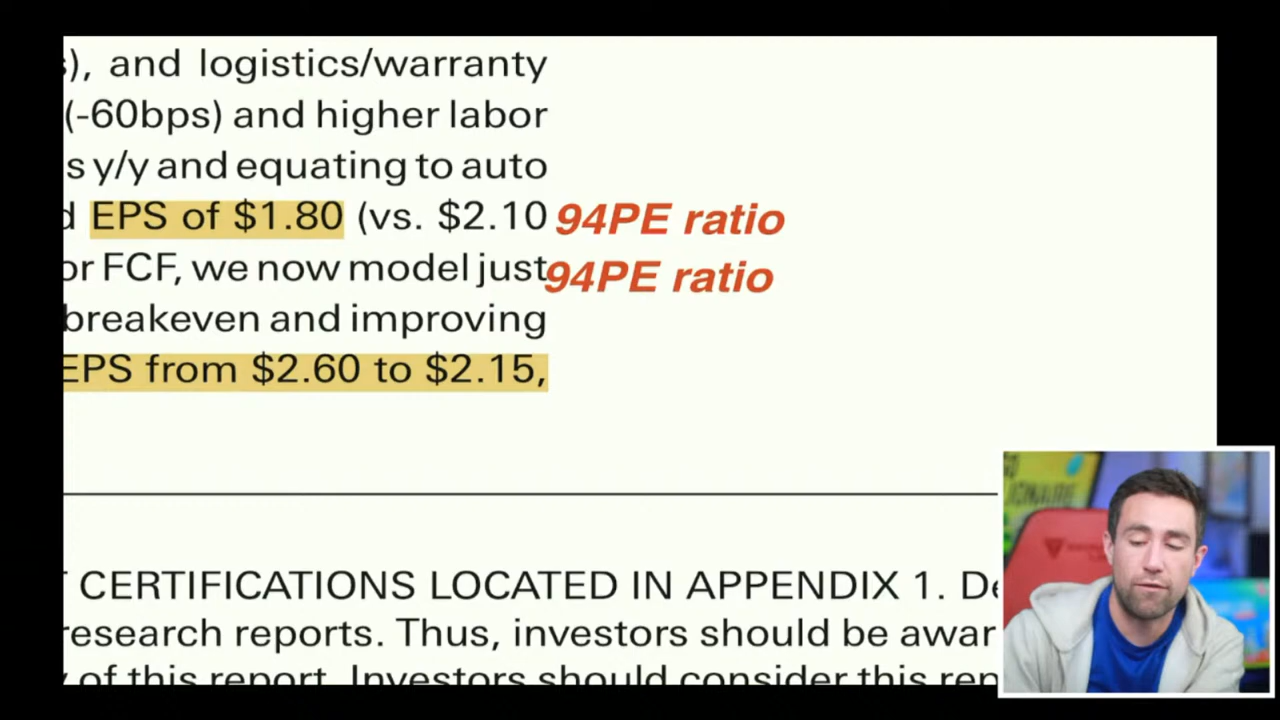 ), and logistics/warranty
(-60bps) and higher labor
s y/y and equating to auto
d EPS of $1.80 (vs. $2.10 94PE ratio
or FCF, we now model just 94PE ratio
breakeven and improving
EPS from $2.60 to $2.15,
CERTIFICATIONS LOCATED IN APPENDIX 1. De
research reports. Thus, investors should be awar
y of this report. Investors should consider this rep